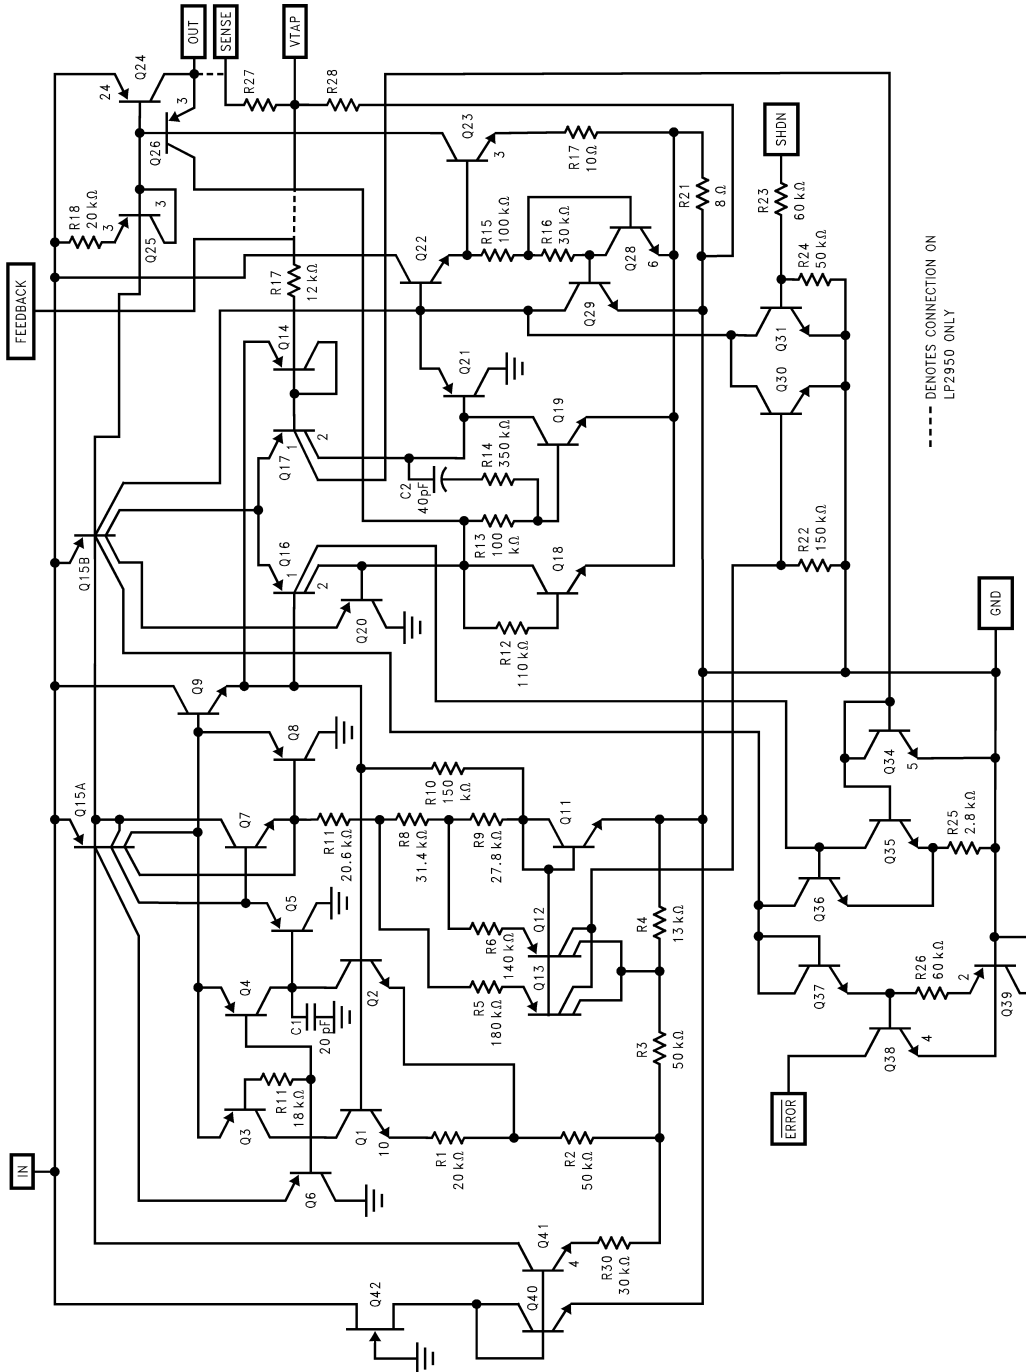 IN
FEEDBACK
Q15A
Q15B
R18
20 kΩ
3
24
Q25
3
Q26
3
Q24
OUT
SENSE
VTAP
Q3
Q4
Q7
Q9
R27
R11
18 kΩ
Q6
C1
20 pF
Q5
Q8
Q16
1
2
Q17
1
2
R17
12 kΩ
Q14
R28
Q42
Q1
10
Q2
R11
20.6 kΩ
Q20
R8
31.4 kΩ
R10
150
kΩ
C2
40pF
Q22
R1
20 kΩ
R5
180 kΩ
R6
140 kΩ
R9
27.8 kΩ
R12
110 kΩ
R13
100
kΩ
R14
350 kΩ
Q21
Q23
3
R15
100 kΩ
Q40
Q41
4
R2
50 kΩ
Q13
Q12
Q11
Q18
Q19
R16
30 kΩ
R17
10Ω
R30
30 kΩ
Q29
Q28
6
R3
50 kΩ
R4
13 kΩ
R21
8 Ω
ERROR
SHDN
R23
60 kΩ
Q30
Q31
R22
150 kΩ
R24
50 kΩ
Q37
Q36
Q38
4
Q35
Q34
5
R26
60 kΩ
R25
2.8 kΩ
2
Q39
GND
DENOTES CONNECTION ON
LP2950 ONLY